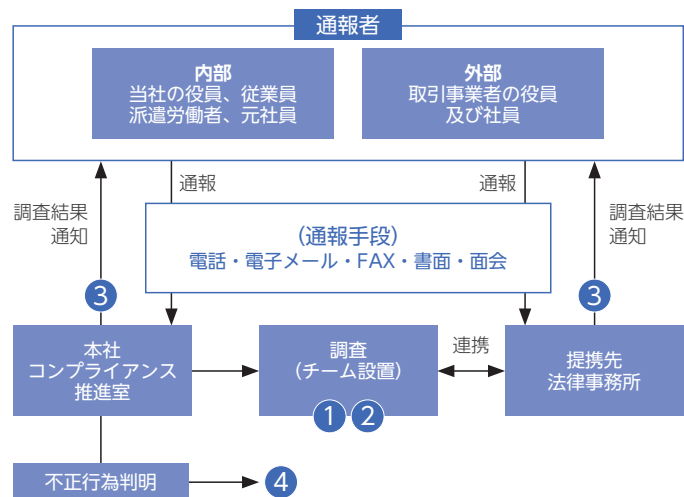 通報者
内部
当社の役員、従業員
派遣労働者、元社員
外部
取引事業者の役員
及び社員
通報
通報
調査結果
通知
調査結果
通知
(通報手段)
電話・電子メール・FAX・書面・面会
3
3
本社
コンプライアンス
推進室
調査
(チーム設置)
1 2
連携
提携先
法律事務所
不正行為判明
4